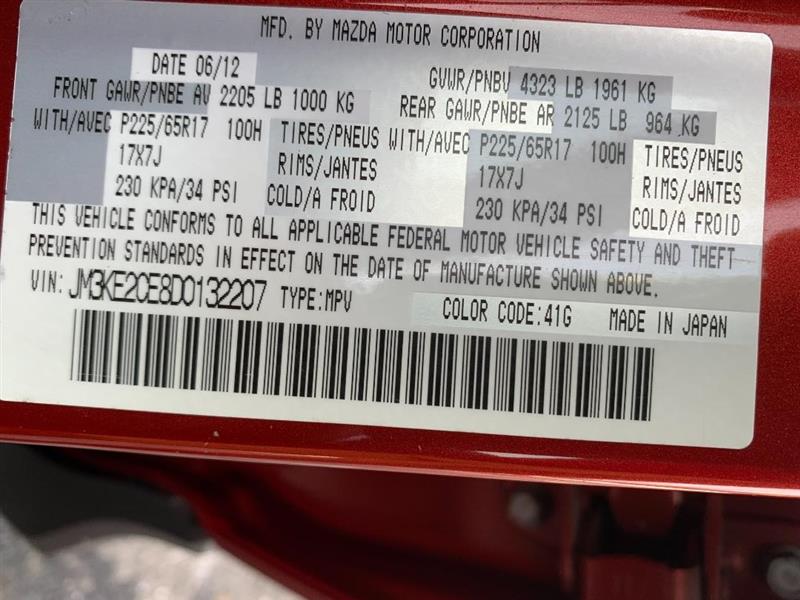 MFD. BY MAZDA MOTOR CORPORATION
DATE 06/12 GVWR/PNBV 4323 LB 1961 KG
FRONT GAWR/PNBE AV 2205 LB 1000 KG REAR GAWR/PNBE AR 2125 LB 964 KG
WITH/AVEC P225/65R17 100H TIRES/PNEUS WITH/AVEC P225/65R17 100H TIRES/PNEUS
17X7J RIMS/JANTES 17X7J RIMS/JANTES
230 KPA/34 PSI COLD/A FROID 230 KPA/34 PSI COLD/A FROID
THIS VEHICLE CONFORMS TO ALL APPLICABLE FEDERAL MOTOR VEHICLE SAFETY AND THEFT
PREVENTION STANDARDS IN EFFECT ON THE DATE OF MANUFACTURE SHOWN ABOVE.
VIN: JM3KE2CE8D0132207 TYPE:MPV COLOR CODE:41G MADE IN JAPAN